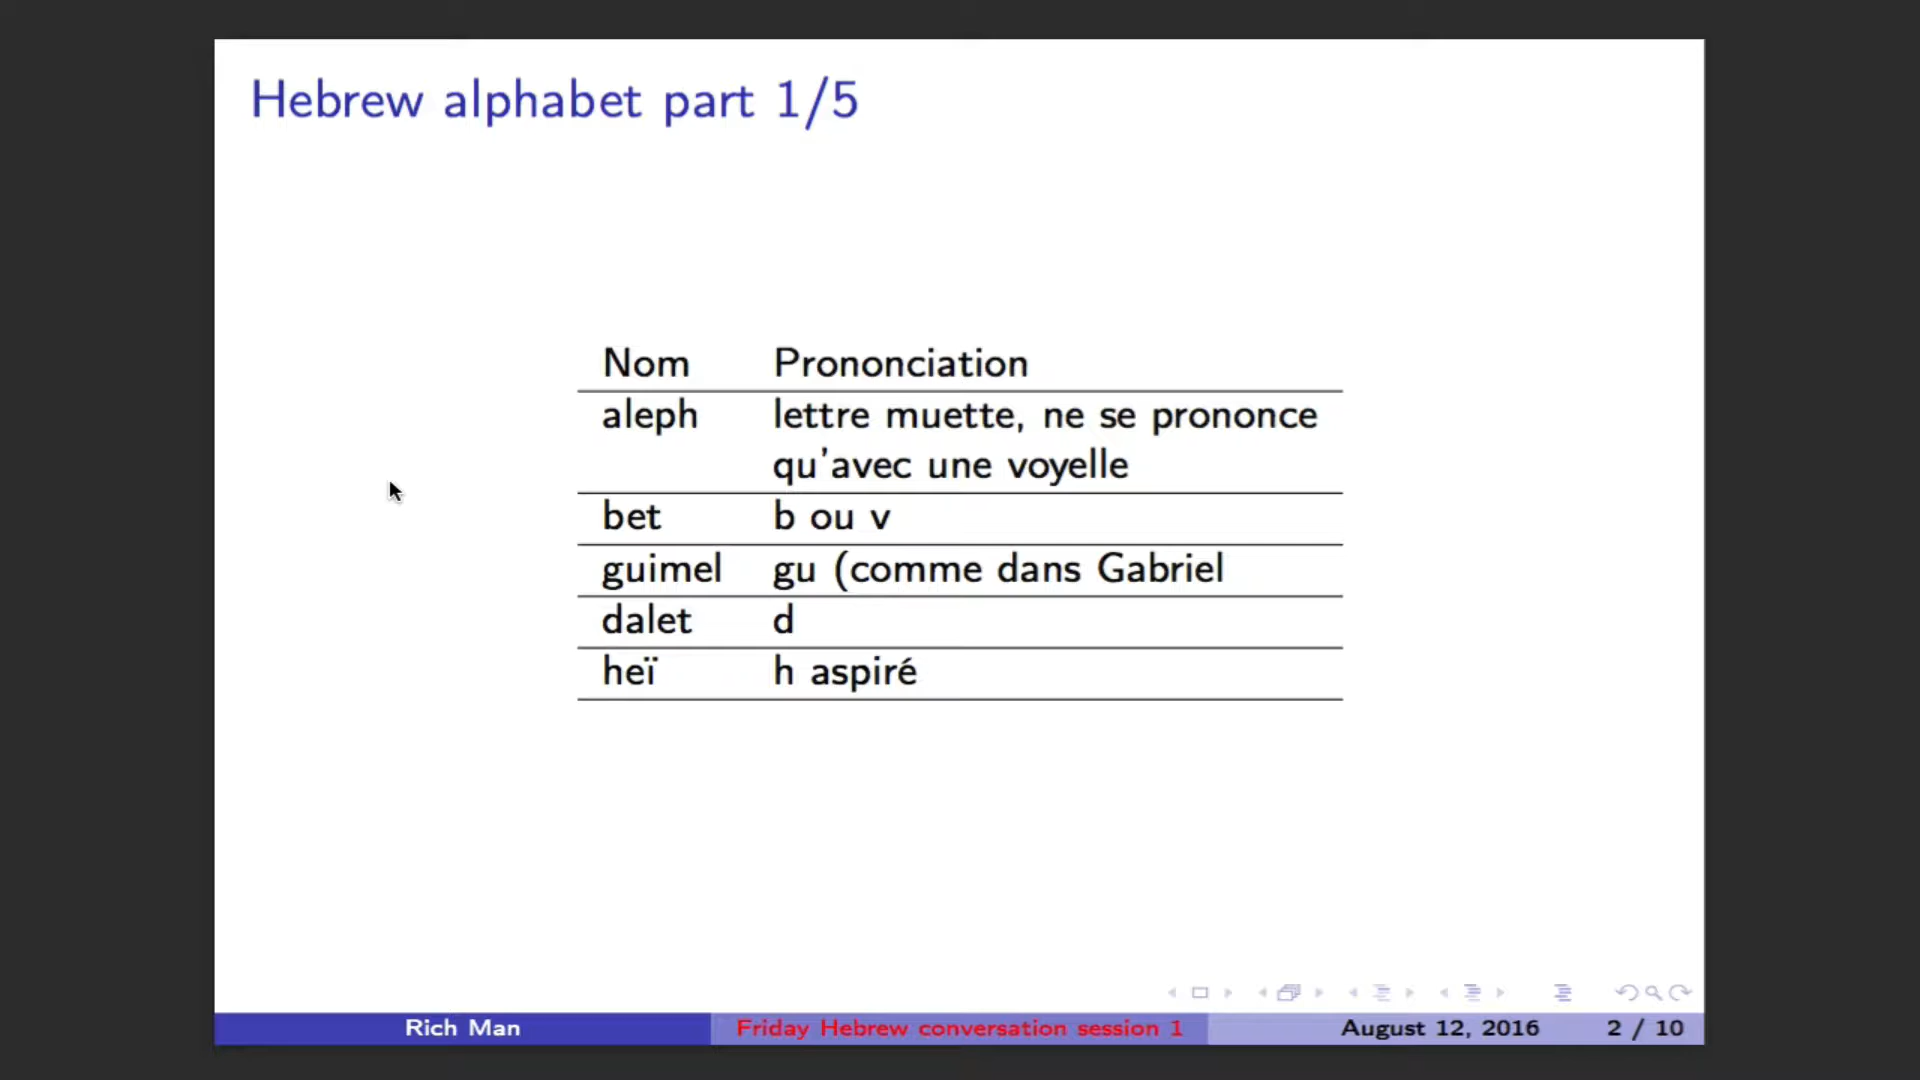 Hebrew alphabet part 1/5
Nom Prononciation
aleph lettre muette, ne se prononce
qu'avec une voyelle
bet b ou v
guimel gu (comme dans Gabriel
dalet d
heï h aspiré
Rich Man Friday Hebrew conversation session 1 August 12, 2016 2 / 10